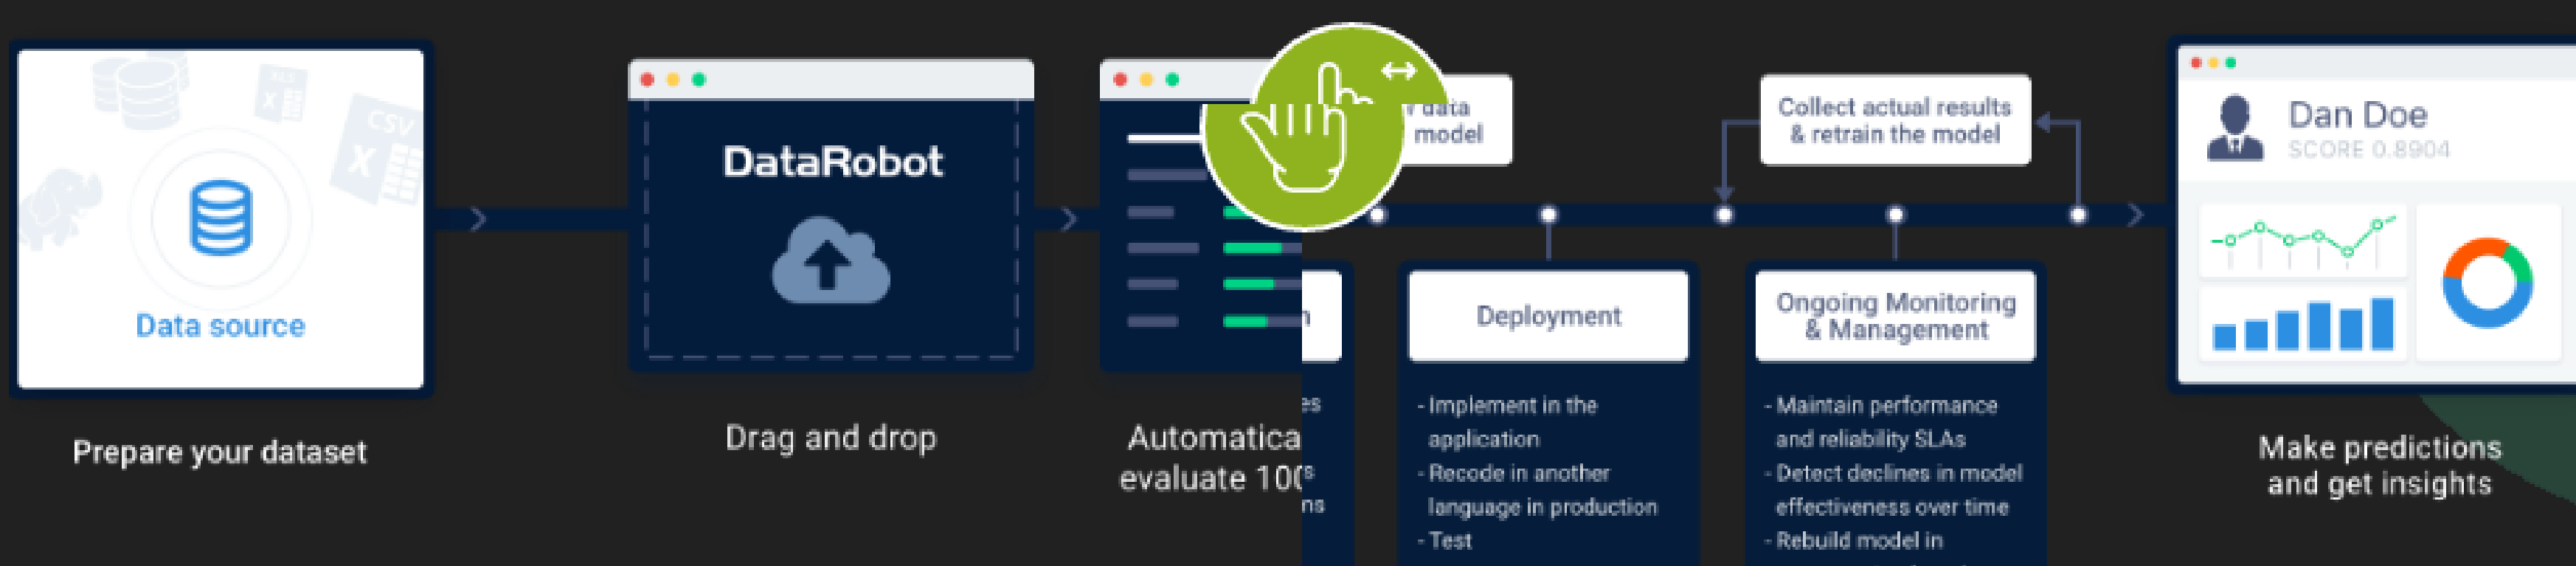 XLS
X
CSV
X
Data source
Prepare your dataset
DataRobot
Drag and drop
Automatica
evaluate 100
data
model
Collect actual results
& retrain the model
Deployment
- Implement in the
application
- Recode in another
language in production
- Test
Ongoing Monitoring
& Management
- Maintain performance
and reliability SLAs
- Detect declines in model
effectiveness over time
- Rebuild model in
Dan Doe
SCORE 0.8904
Make predictions
and get insights